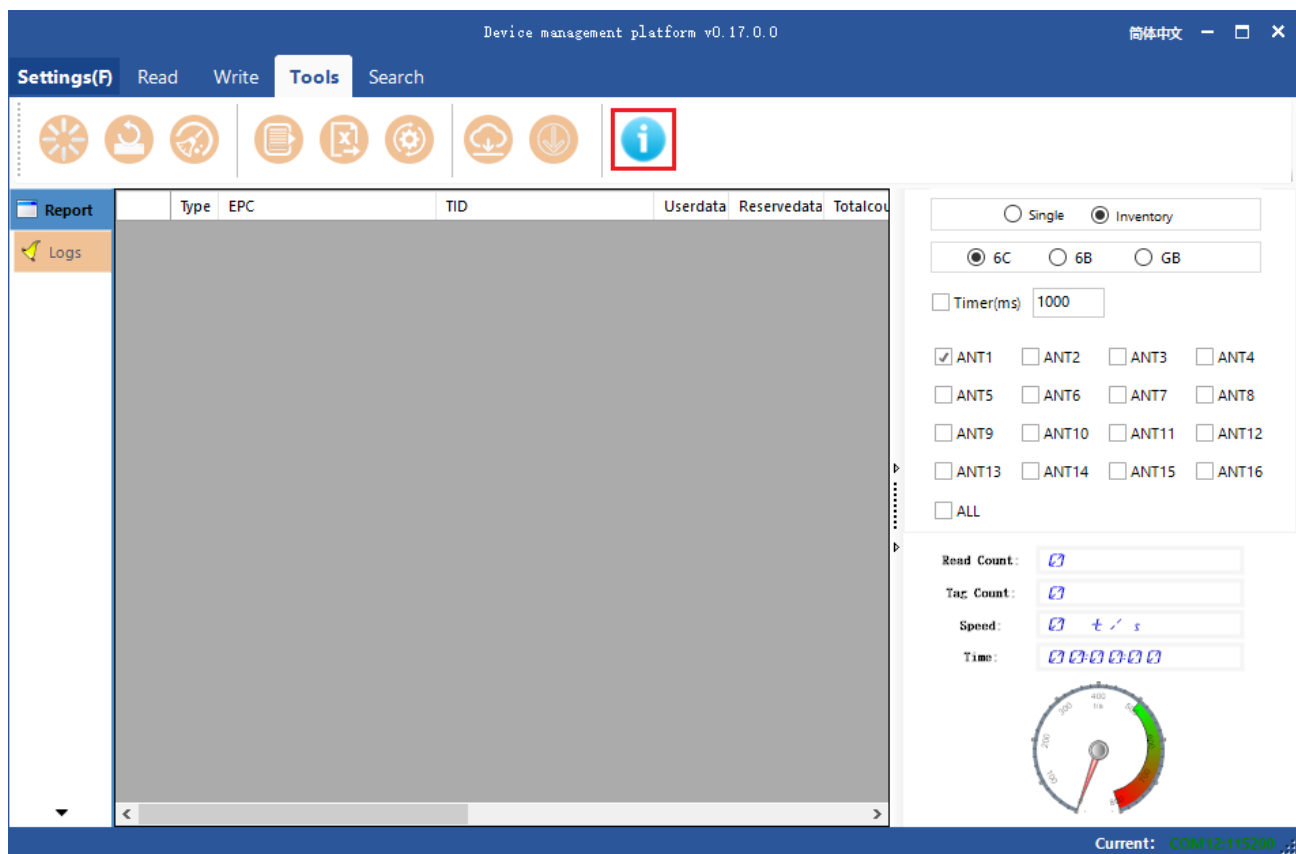 Device management platform v0.17.0.0
简体中文
Settings(F) Read Write Tools Search
Report
Logs
Type EPC TID Userdata Reservedata Totalcou
Single Inventory
6C 6B GB
Timer(ms) 1000
ANT1 ANT2 ANT3 ANT4
ANT5 ANT6 ANT7 ANT8
ANT9 ANT10 ANT11 ANT12
ANT13 ANT14 ANT15 ANT16
ALL
Read Count: 0
Tag Count: 0
Speed: 0 t/s
Time: 00:00:00
100 200 300 400
Current: COM12:115200